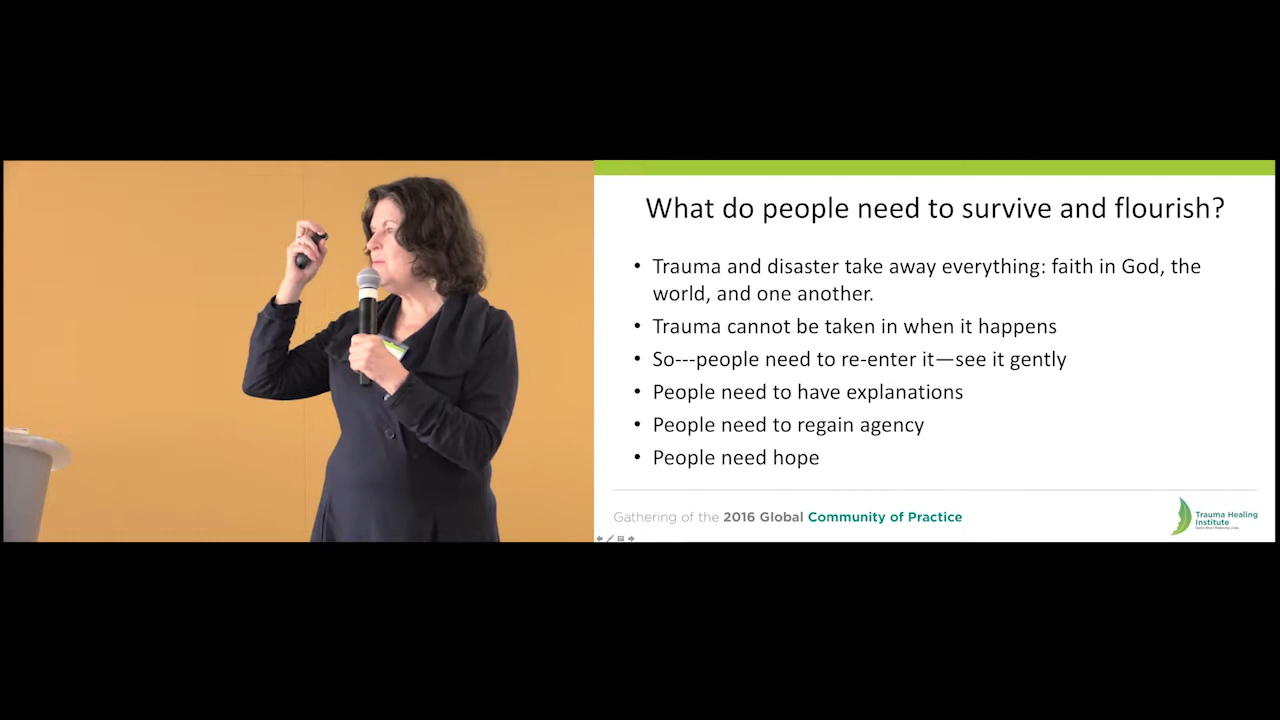 What do people need to survive and flourish?
• Trauma and disaster take away everything: faith in God, the
world, and one another.
• Trauma cannot be taken in when it happens
• So---people need to re-enter it—see it gently
• People need to have explanations
• People need to regain agency
• People need hope
Gathering of the 2016 Global Community of Practice
Trauma Healing
Institute